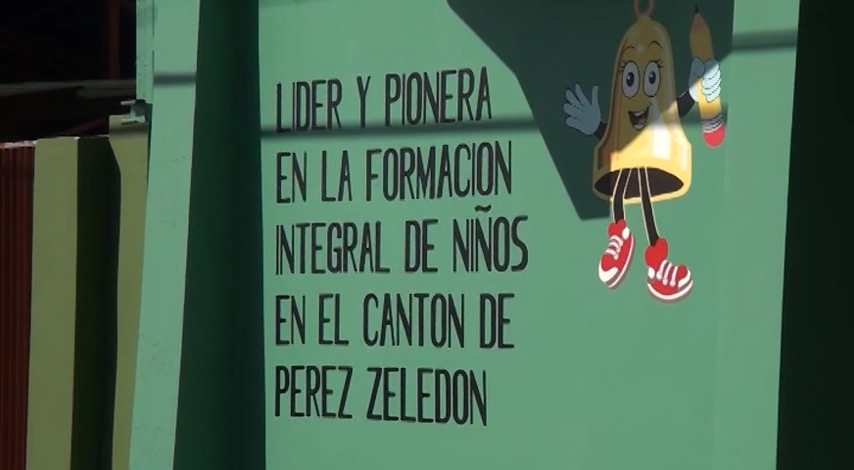 LIDER Y PIONERA
EN LA FORMACION
INTEGRAL DE NIÑOS
EN EL CANTON DE
PEREZ ZELEDON